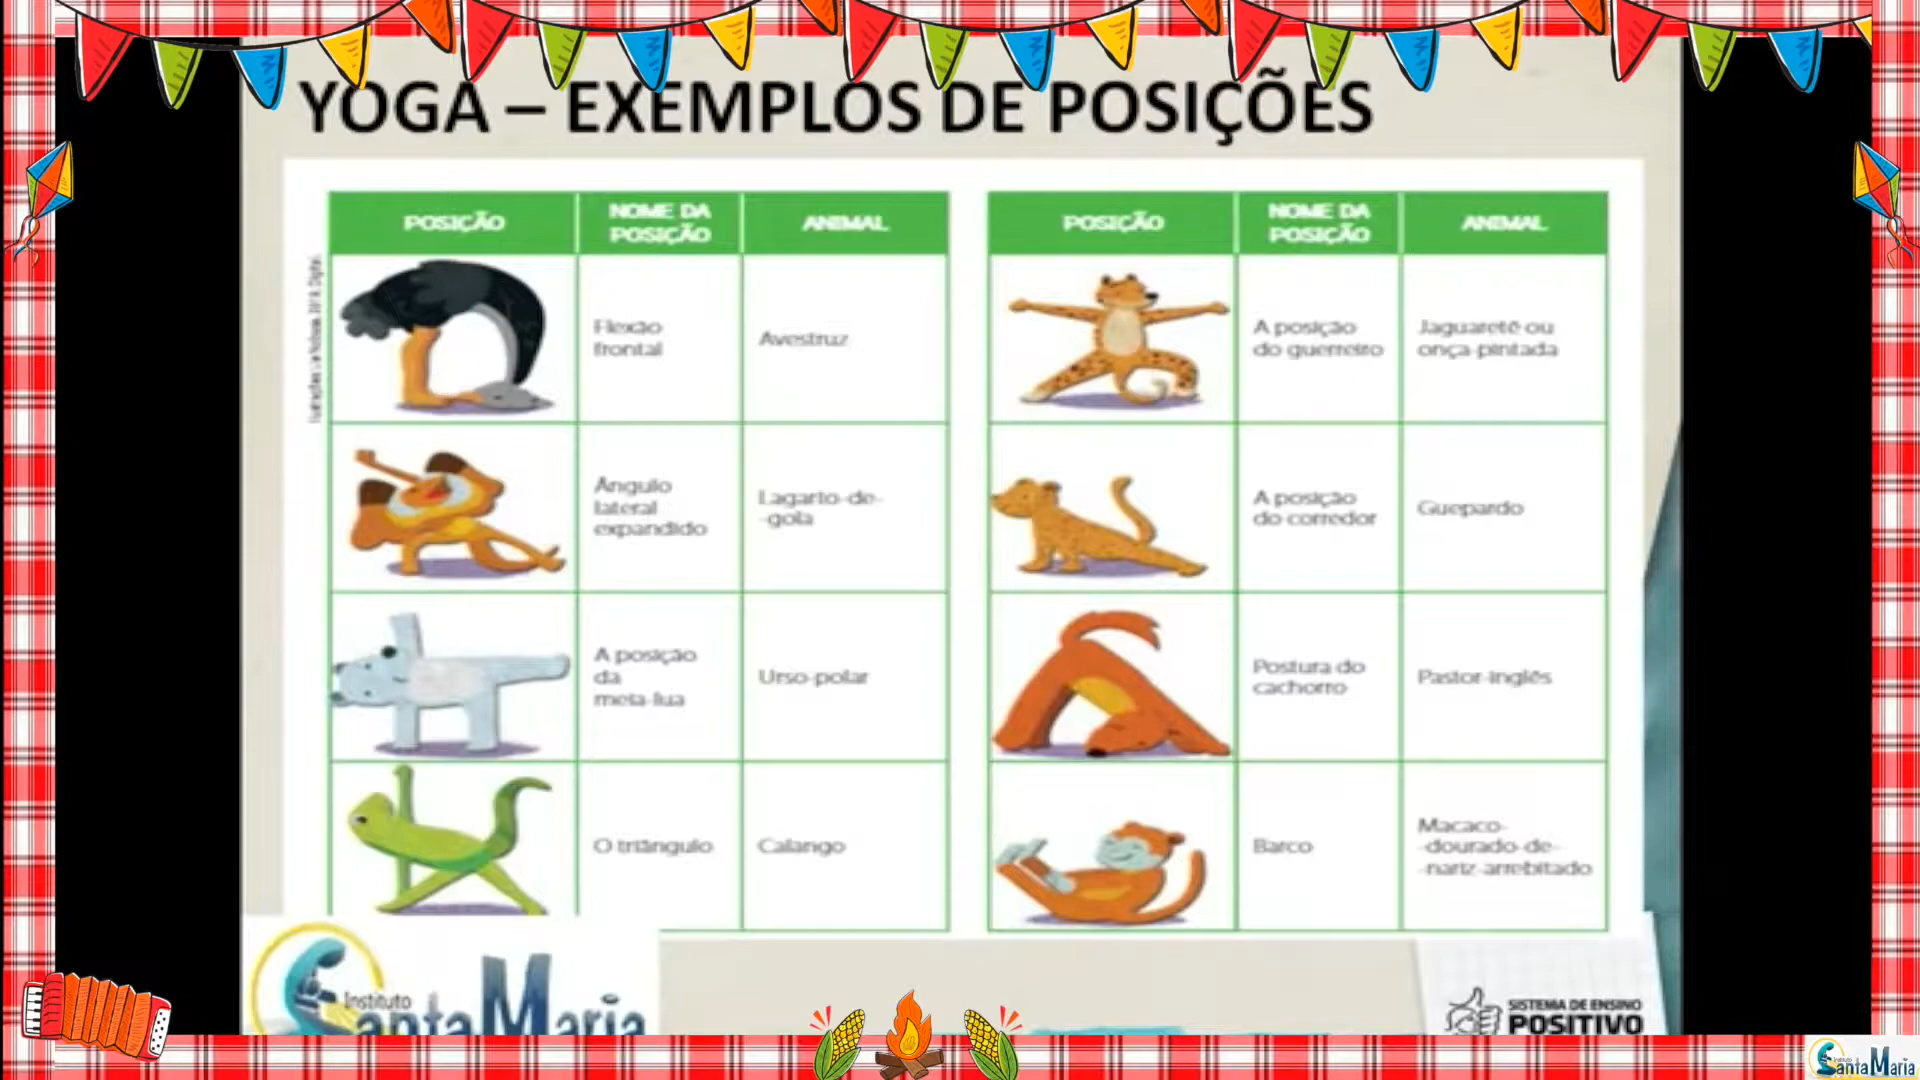 YOGA – EXEMPLOS DE POSIÇÕES
POSIÇÃO
NOME DA
POSIÇÃO
ANIMAL
Flexão
frontal
Avestruz
Ângulo
lateral
expandido
Lagarto-de-
-gola
A posição
da
meia-lua
Urso-polar
O triângulo
Calango
POSIÇÃO
NOME DA
POSIÇÃO
ANIMAL
A posição
do guerreiro
Jaguaretê ou
onça-pintada
A posição
do corredor
Guepardo
Postura do
cachorro
Pastor-inglês
Barco
Macaco-
-dourado-de-
-nariz-arrebitado
Instituto
Santa Maria
SISTEMA DE ENSINO
POSITIVO
Santa Maria